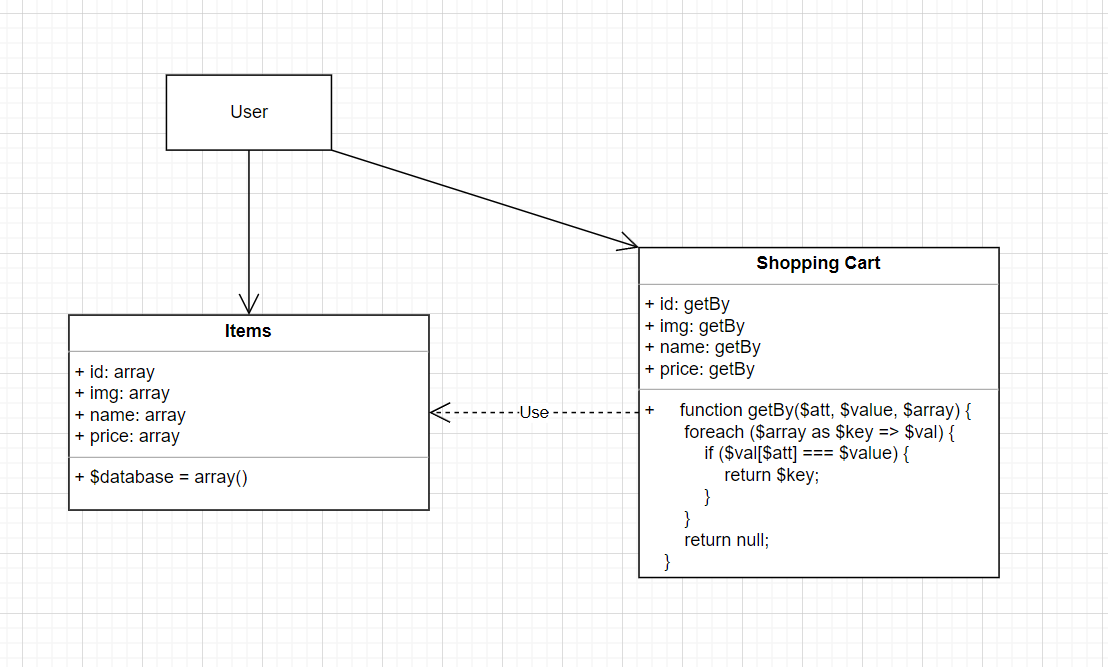 User
Shopping Cart
+ id: getBy
+ img: getBy
+ name: getBy
+ price: getBy
+ function getBy($att, $value, $array) {
foreach ($array as $key => $val) {
if ($val[$att] === $value) {
return $key;
}
}
return null;
}
Use
Items
+ id: array
+ img: array
+ name: array
+ price: array
+ $database = array()